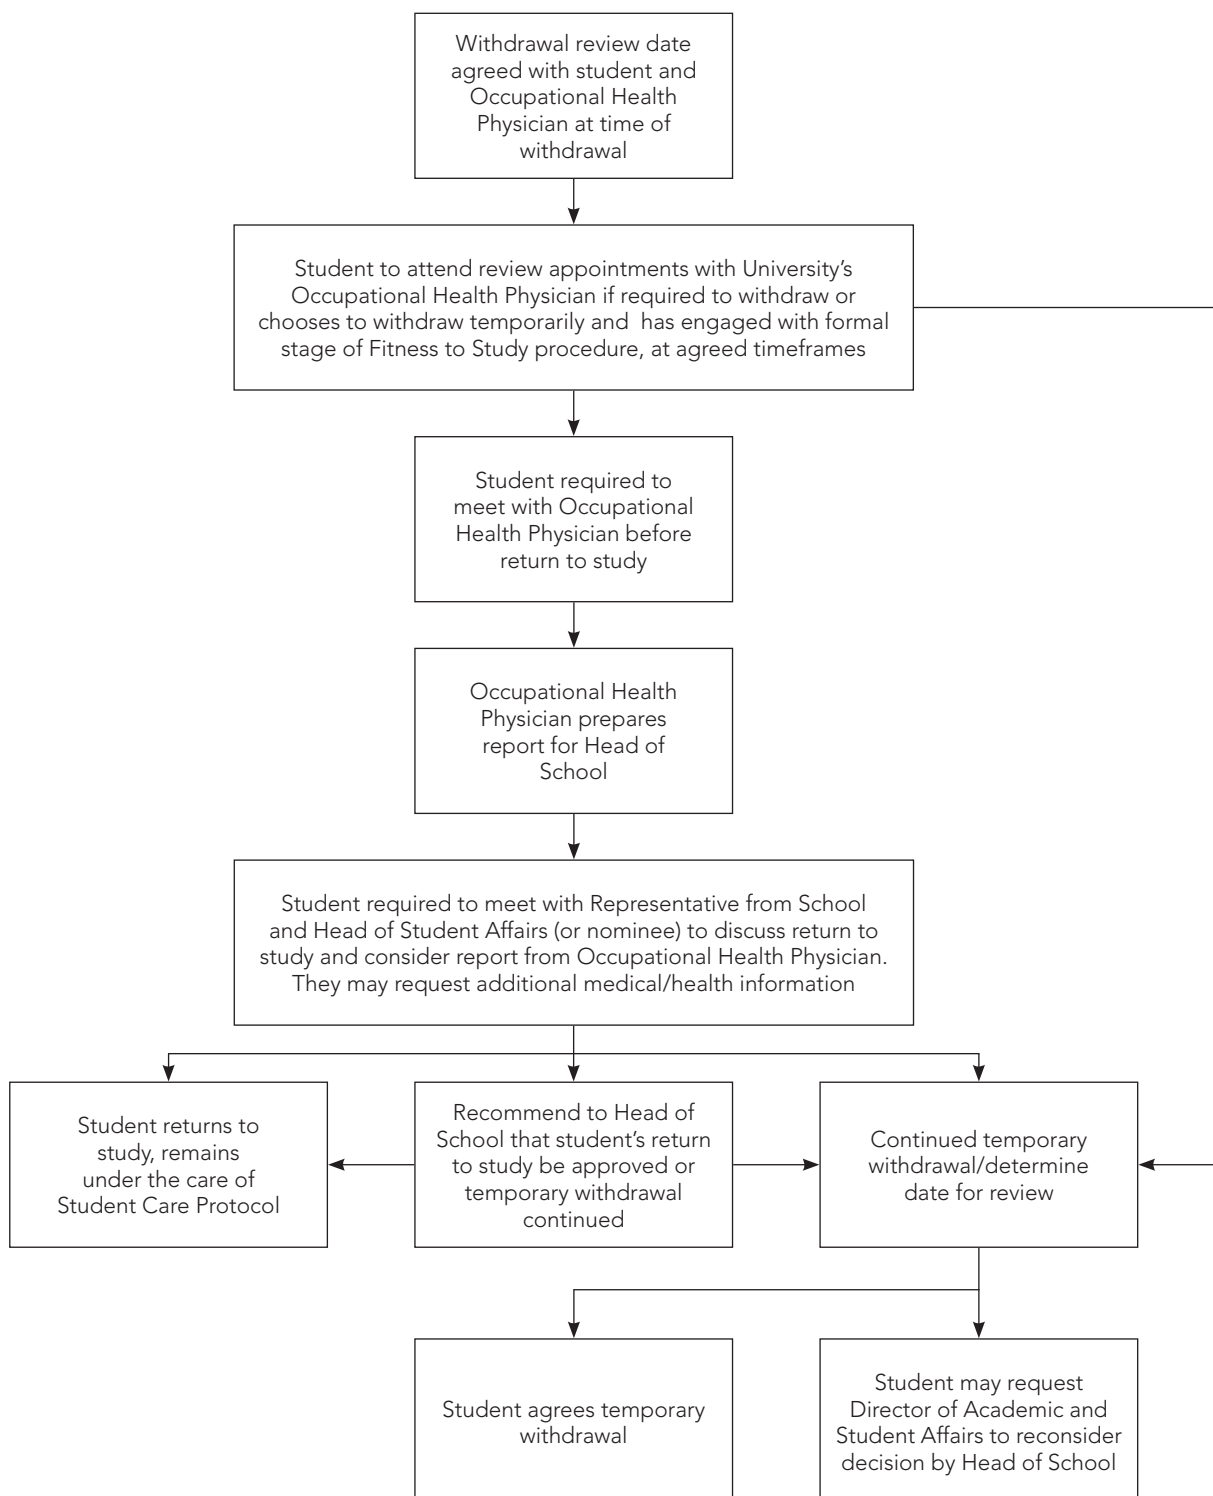 Withdrawal review date
agreed with student and
Occupational Health
Physician at time of
withdrawal
Student to attend review appointments with University’s
Occupational Health Physician if required to withdraw or
chooses to withdraw temporarily and  has engaged with formal
stage of Fitness to Study procedure, at agreed timeframes
Student required to
meet with Occupational
Health Physician before
return to study
Occupational Health
Physician prepares
report for Head of
School
Student required to meet with Representative from School
and Head of Student Affairs (or nominee) to discuss return to
study and consider report from Occupational Health Physician.
They may request additional medical/health information
Student returns to
study, remains
under the care of
Student Care Protocol
Recommend to Head of
School that student’s return
to study be approved or
temporary withdrawal
continued
Continued temporary
withdrawal/determine
date for review
Student agrees temporary
withdrawal
Student may request
Director of Academic and
Student Affairs to reconsider
decision by Head of School